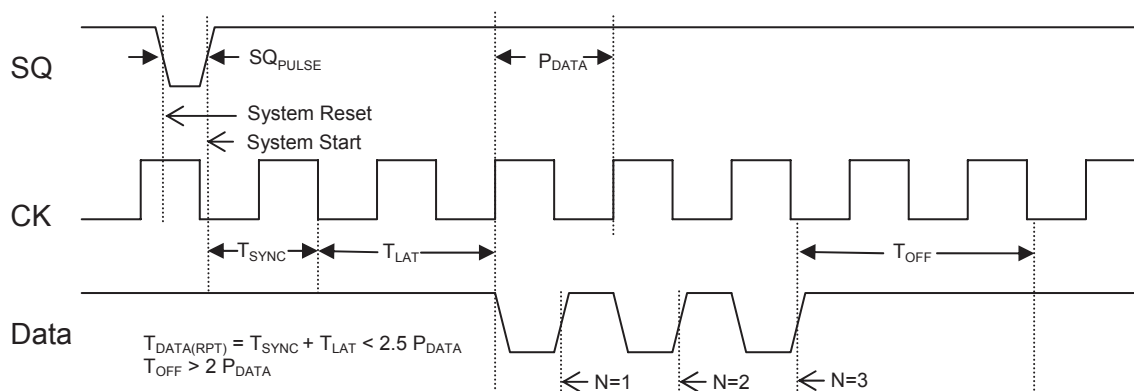 SQ
SQPULSE
PDATA
System Reset
System Start
CK
TSYNC
TLAT
TOFF
Data
TDATA(RPT) = TSYNC + TLAT < 2.5 PDATA
TOFF > 2 PDATA
N=1
N=2
N=3